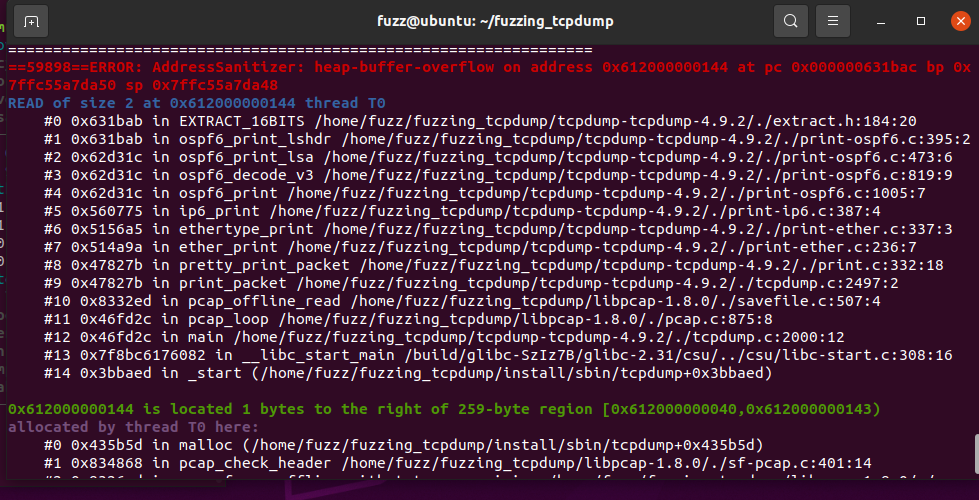 fuzz@ubuntu: ~/fuzzing_tcpdump
=================================================================
==59898==ERROR: AddressSanitizer: heap-buffer-overflow on address 0x612000000144 at pc 0x000000631bac bp 0x
7ffc55a7da50 sp 0x7ffc55a7da48
READ of size 2 at 0x612000000144 thread T0
#0 0x631bab in EXTRACT_16BITS /home/fuzz/fuzzing_tcpdump/tcpdump-tcpdump-4.9.2/./extract.h:184:20
#1 0x631bab in ospf6_print_lshdr /home/fuzz/fuzzing_tcpdump/tcpdump-tcpdump-4.9.2/./print-ospf6.c:395:2
#2 0x62d31c in ospf6_print_lsa /home/fuzz/fuzzing_tcpdump/tcpdump-tcpdump-4.9.2/./print-ospf6.c:473:6
#3 0x62d31c in ospf6_decode_v3 /home/fuzz/fuzzing_tcpdump/tcpdump-tcpdump-4.9.2/./print-ospf6.c:819:9
#4 0x62d31c in ospf6_print /home/fuzz/fuzzing_tcpdump/tcpdump-tcpdump-4.9.2/./print-ospf6.c:1005:7
#5 0x560775 in ip6_print /home/fuzz/fuzzing_tcpdump/tcpdump-tcpdump-4.9.2/./print-ip6.c:387:4
#6 0x5156a5 in ethertype_print /home/fuzz/fuzzing_tcpdump/tcpdump-tcpdump-4.9.2/./print-ether.c:337:3
#7 0x514a9a in ether_print /home/fuzz/fuzzing_tcpdump/tcpdump-tcpdump-4.9.2/./print-ether.c:236:7
#8 0x47827b in pretty_print_packet /home/fuzz/fuzzing_tcpdump/tcpdump-tcpdump-4.9.2/./print.c:332:18
#9 0x47827b in print_packet /home/fuzz/fuzzing_tcpdump/tcpdump-tcpdump-4.9.2/./tcpdump.c:2497:2
#10 0x8332ed in pcap_offline_read /home/fuzz/fuzzing_tcpdump/libpcap-1.8.0/./savefile.c:507:4
#11 0x46fd2c in pcap_loop /home/fuzz/fuzzing_tcpdump/libpcap-1.8.0/./pcap.c:875:8
#12 0x46fd2c in main /home/fuzz/fuzzing_tcpdump/tcpdump-tcpdump-4.9.2/./tcpdump.c:2000:12
#13 0x7f8bc6176082 in __libc_start_main /build/glibc-SzIz7B/glibc-2.31/csu/../csu/libc-start.c:308:16
#14 0x3bbaed in _start (/home/fuzz/fuzzing_tcpdump/install/sbin/tcpdump+0x3bbaed)
0x612000000144 is located 1 bytes to the right of 259-byte region [0x612000000040,0x612000000143)
allocated by thread T0 here:
#0 0x435b5d in malloc (/home/fuzz/fuzzing_tcpdump/install/sbin/tcpdump+0x435b5d)
#1 0x834868 in pcap_check_header /home/fuzz/fuzzing_tcpdump/libpcap-1.8.0/./sf-pcap.c:401:14